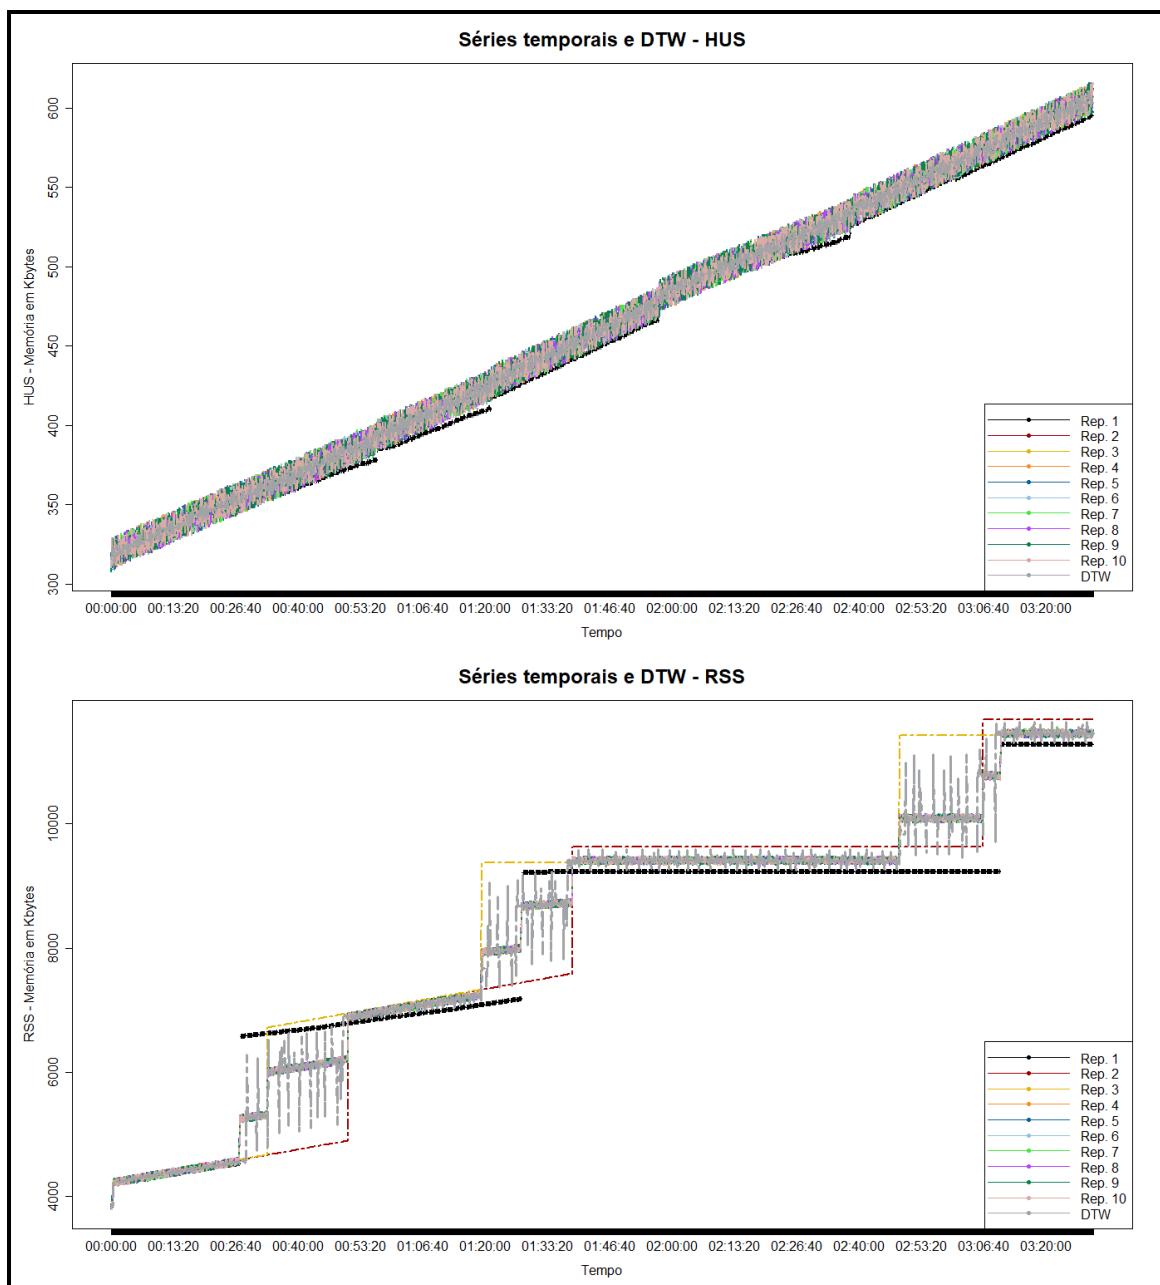 Séries temporais e DTW - HUS
HUS - Memória em Kbytes
600
550
500
450
400
350
300
Rep. 1
Rep. 2
Rep. 3
Rep. 4
Rep. 5
Rep. 6
Rep. 7
Rep. 8
Rep. 9
Rep. 10
DTW
00:00:00 00:13:20 00:26:40 00:40:00 00:53:20 01:06:40 01:20:00 01:33:20 01:46:40 02:00:00 02:13:20 02:26:40 02:40:00 02:53:20 03:06:40 03:20:00
Tempo
Séries temporais e DTW - RSS
RSS - Memória em Kbytes
10000
8000
6000
4000
Rep. 1
Rep. 2
Rep. 3
Rep. 4
Rep. 5
Rep. 6
Rep. 7
Rep. 8
Rep. 9
Rep. 10
DTW
00:00:00 00:13:20 00:26:40 00:40:00 00:53:20 01:06:40 01:20:00 01:33:20 01:46:40 02:00:00 02:13:20 02:26:40 02:40:00 02:53:20 03:06:40 03:20:00
Tempo